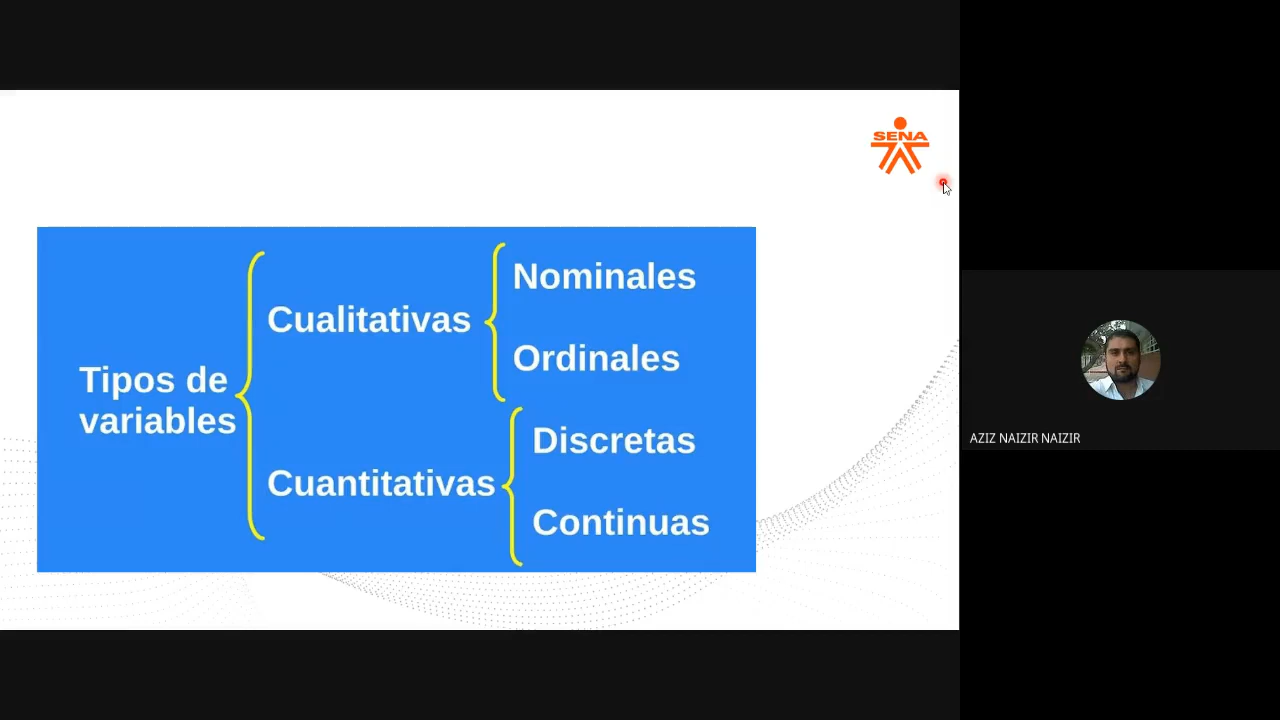 SENA
Tipos de
variables
Cualitativas
Nominales
Ordinales
Cuantitativas
Discretas
Continuas
AZIZ NAIZIR NAIZIR